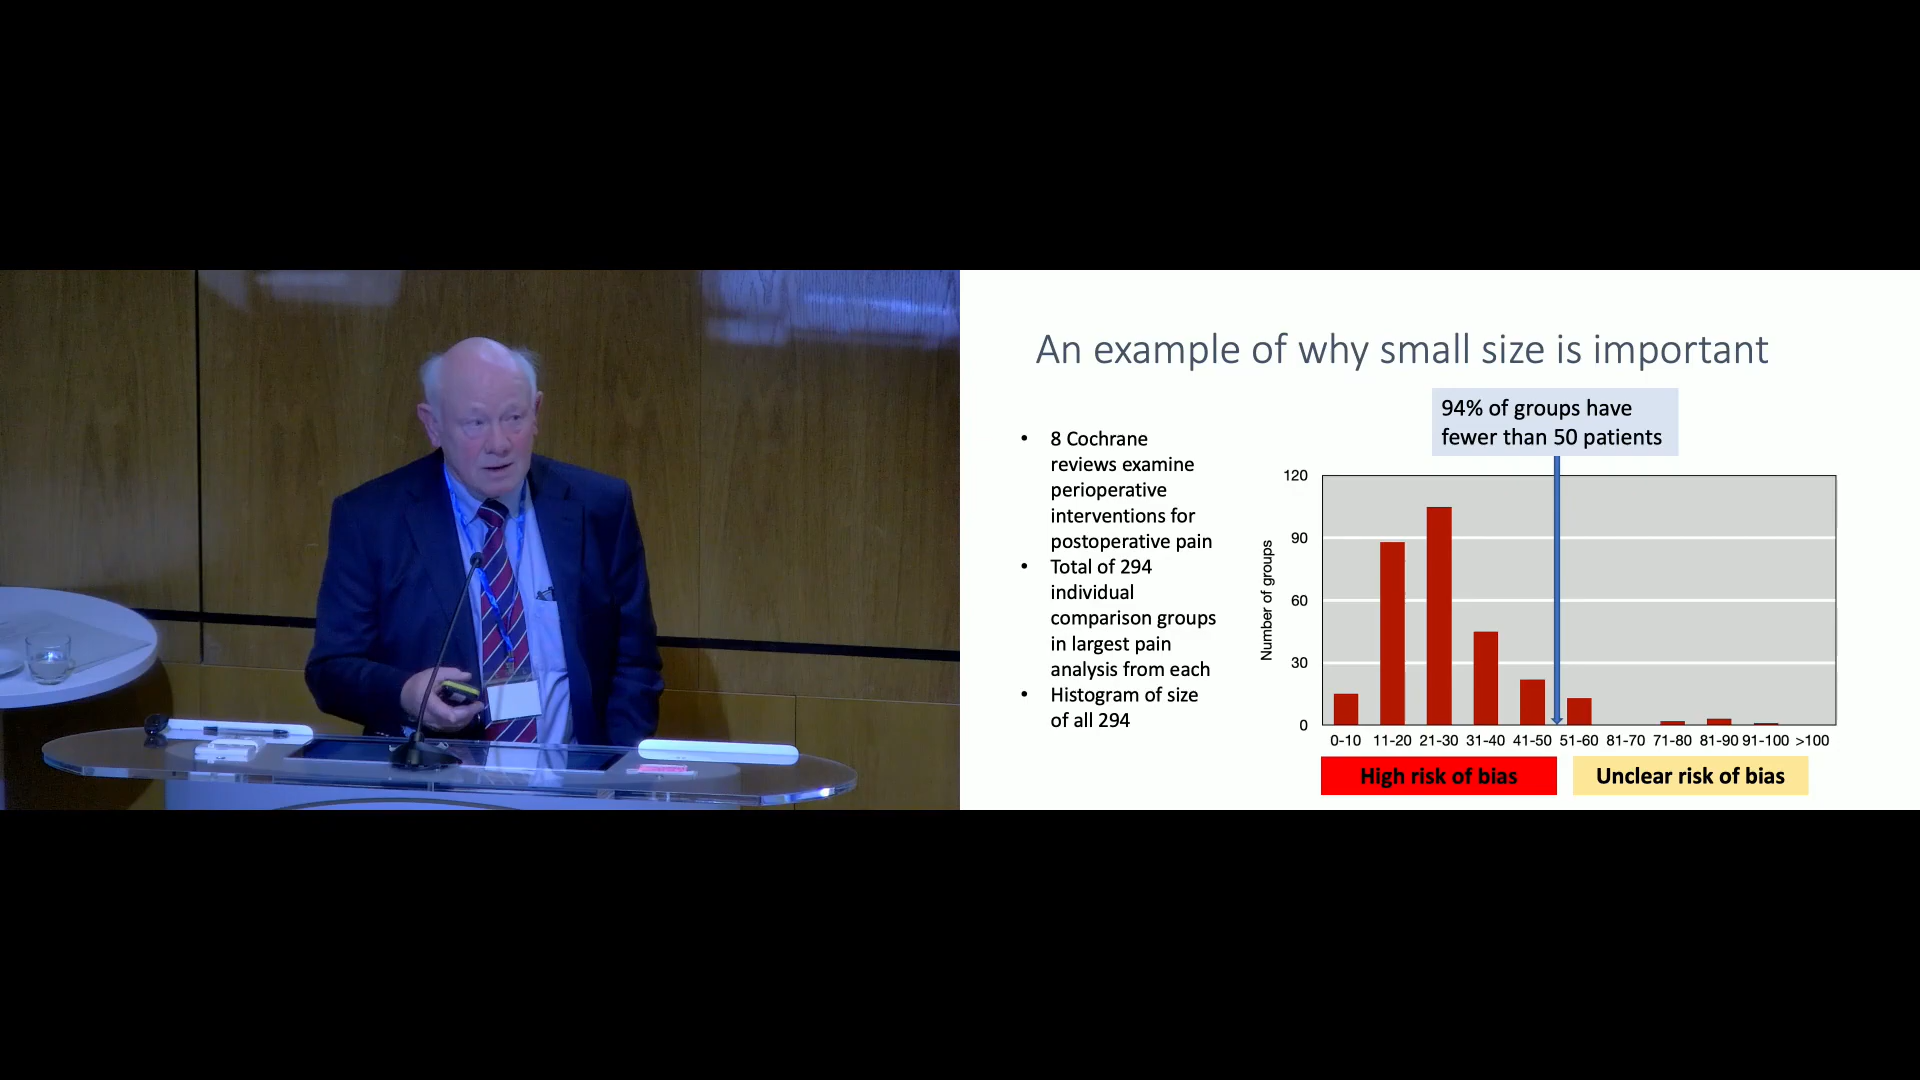 An example of why small size is important
94% of groups have
fewer than 50 patients
• 8 Cochrane
reviews examine
perioperative
interventions for
postoperative pain
• Total of 294
individual
comparison groups
in largest pain
analysis from each
• Histogram of size
of all 294
Number of groups
120
90
60
30
0
0-10 11-20 21-30 31-40 41-50 51-60 81-70 71-80 81-90 91-100 >100
High risk of bias
Unclear risk of bias